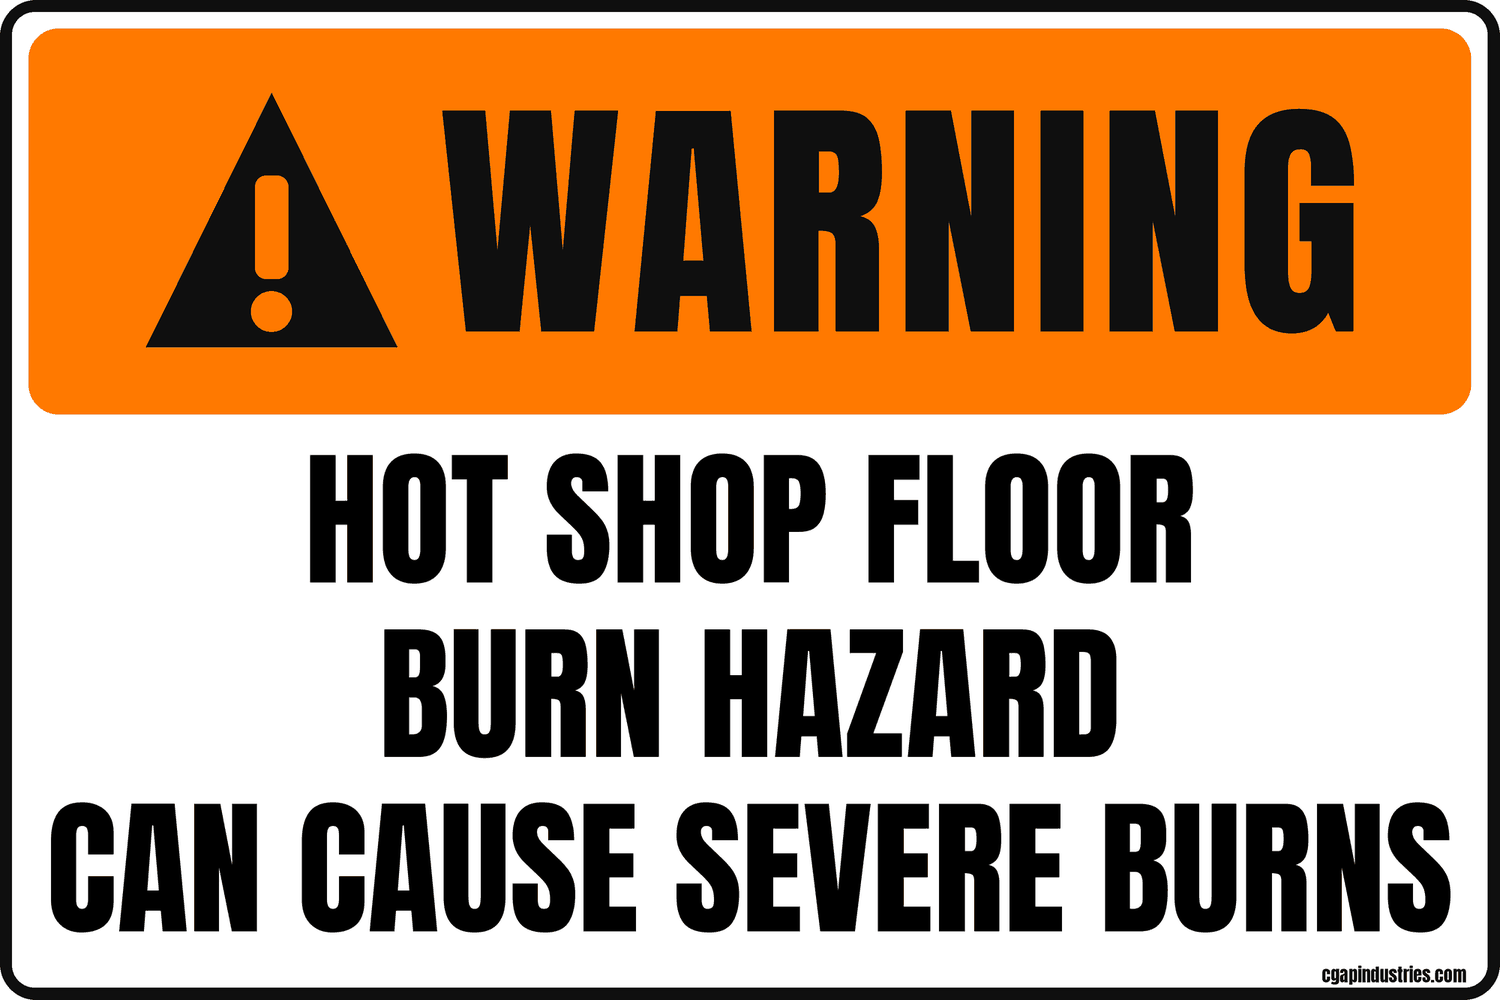 WARNING
HOT SHOP FLOOR
BURN HAZARD
CAN CAUSE SEVERE BURNS
cgapindustries.com